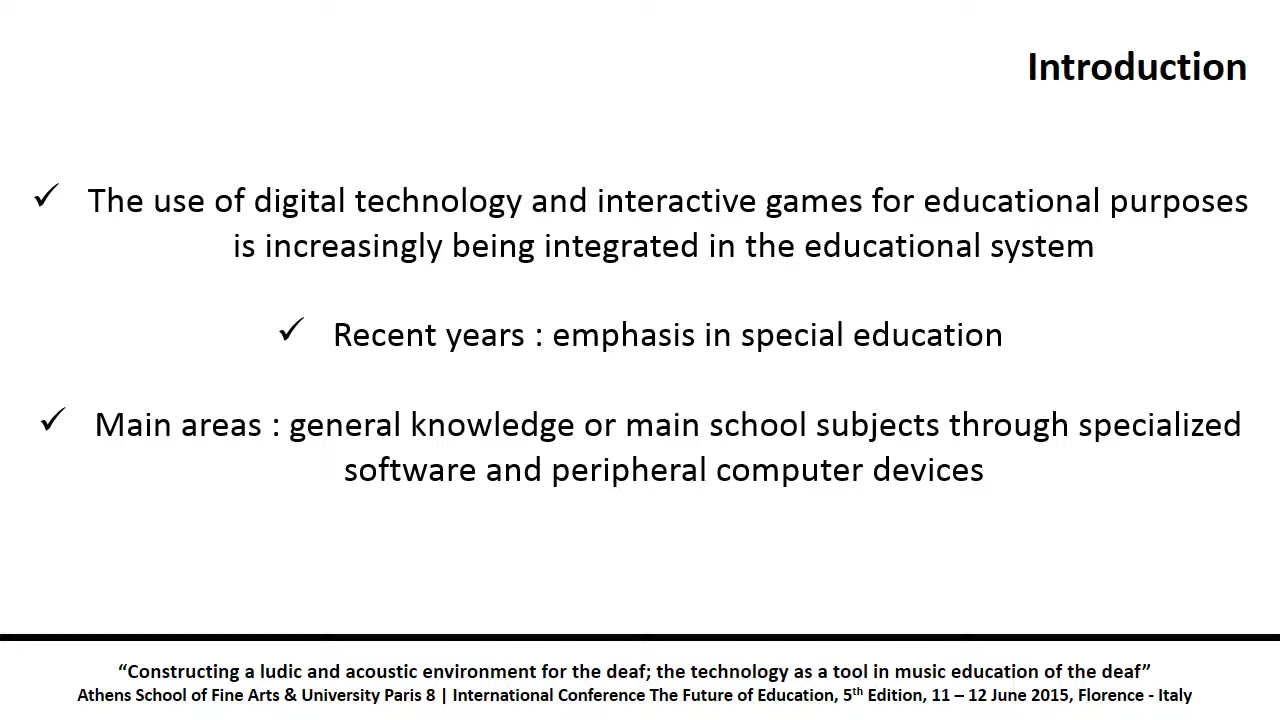 Introduction
✓ The use of digital technology and interactive games for educational purposes
is increasingly being integrated in the educational system
✓ Recent years : emphasis in special education
✓ Main areas : general knowledge or main school subjects through specialized
software and peripheral computer devices
“Constructing a ludic and acoustic environment for the deaf; the technology as a tool in music education of the deaf”
Athens School of Fine Arts & University Paris 8 | International Conference The Future of Education, 5th Edition, 11 – 12 June 2015, Florence - Italy